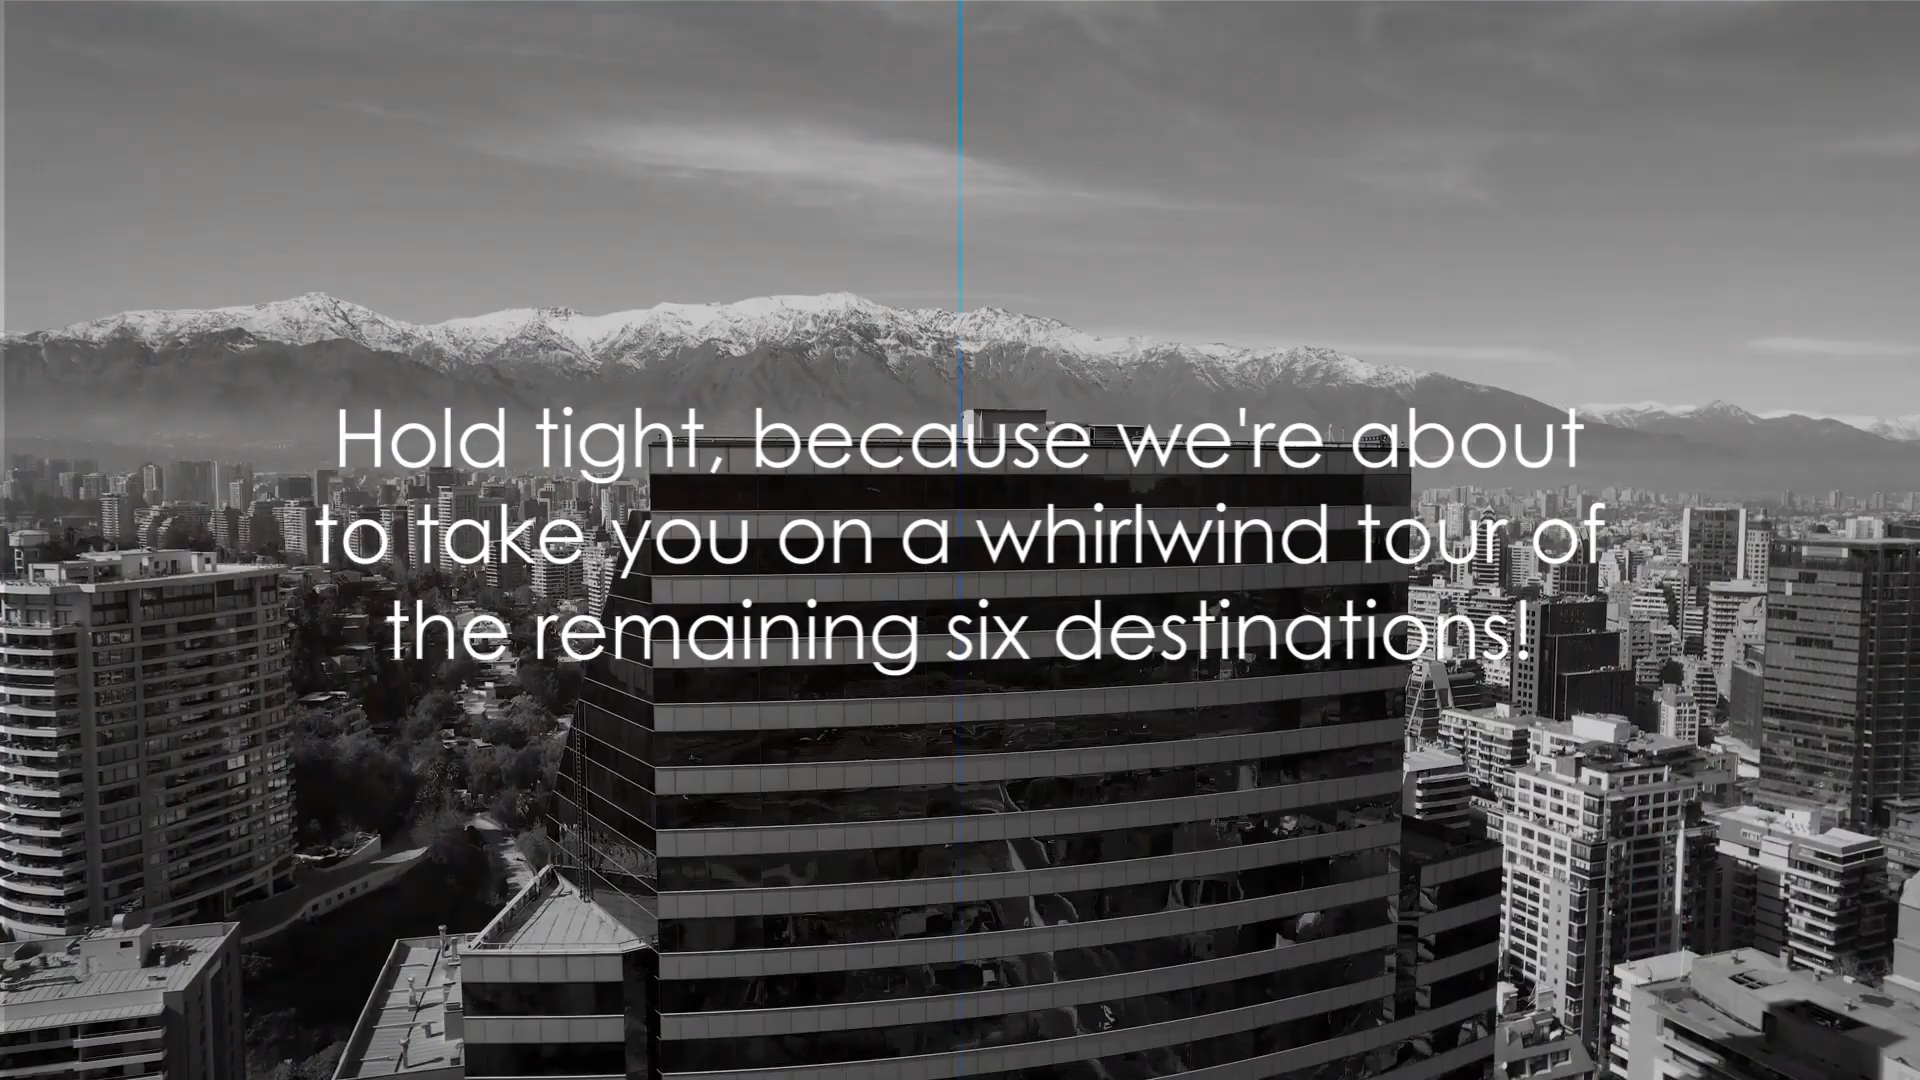 Hold tight, because we're about
to take you on a whirlwind tour of
the remaining six destinations!